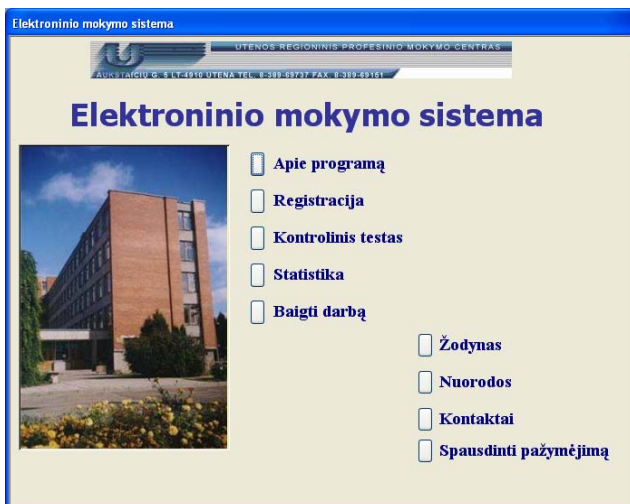 Elektroninio mokymo sistema
UTENOS REGIONINIS PROFESINIO MOKYMO CENTRAS
AUKŠTAIČIŲ G. 5 LT-4910 UTENA TEL. 8-389-69737 FAX. 8-389-69151
Elektroninio mokymo sistema
Apie programą
Registracija
Kontrolinis testas
Statistika
Baigti darbą
Žodynas
Nuorodos
Kontaktai
Spausdinti pažymėjimą